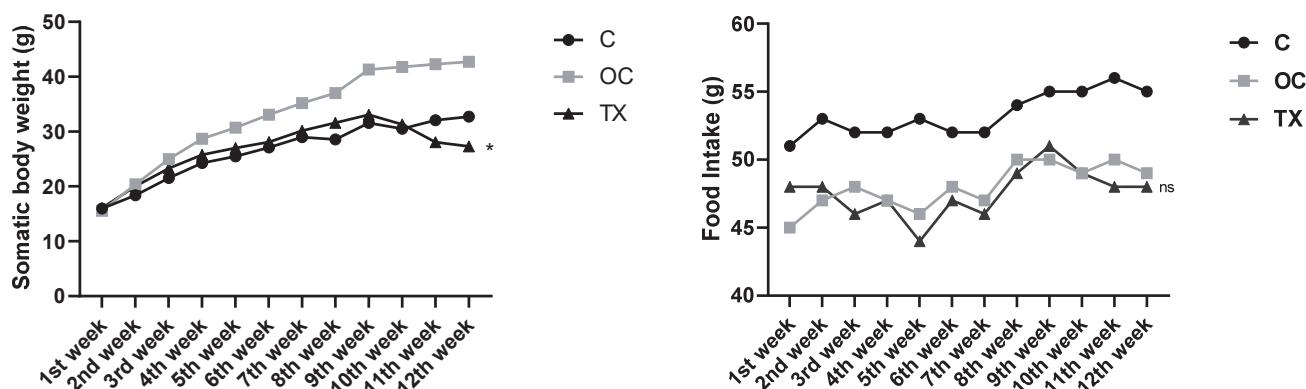 Somatic body weight (g)
50
40
30
20
10
0
1st week
2nd week
3rd week
4th week
5th week
6th week
7th week
8th week
9th week
10th week
11th week
12th week
*
C
OC
TX
Food Intake (g)
60
55
50
45
40
1st week
2nd week
3rd week
4th week
5th week
6th week
7th week
8th week
9th week
10th week
11th week
12th week
ns
C
OC
TX